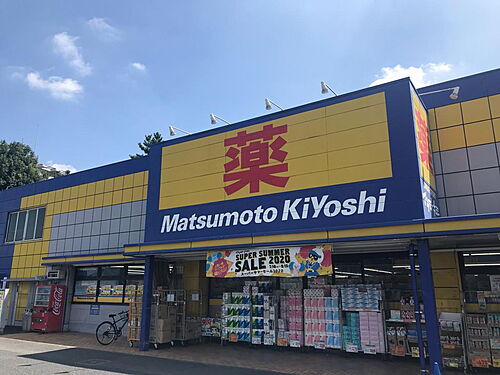 薬
Matsumoto KiYoshi
SUPER SUMMER
SALE 2020
Coca-Cola